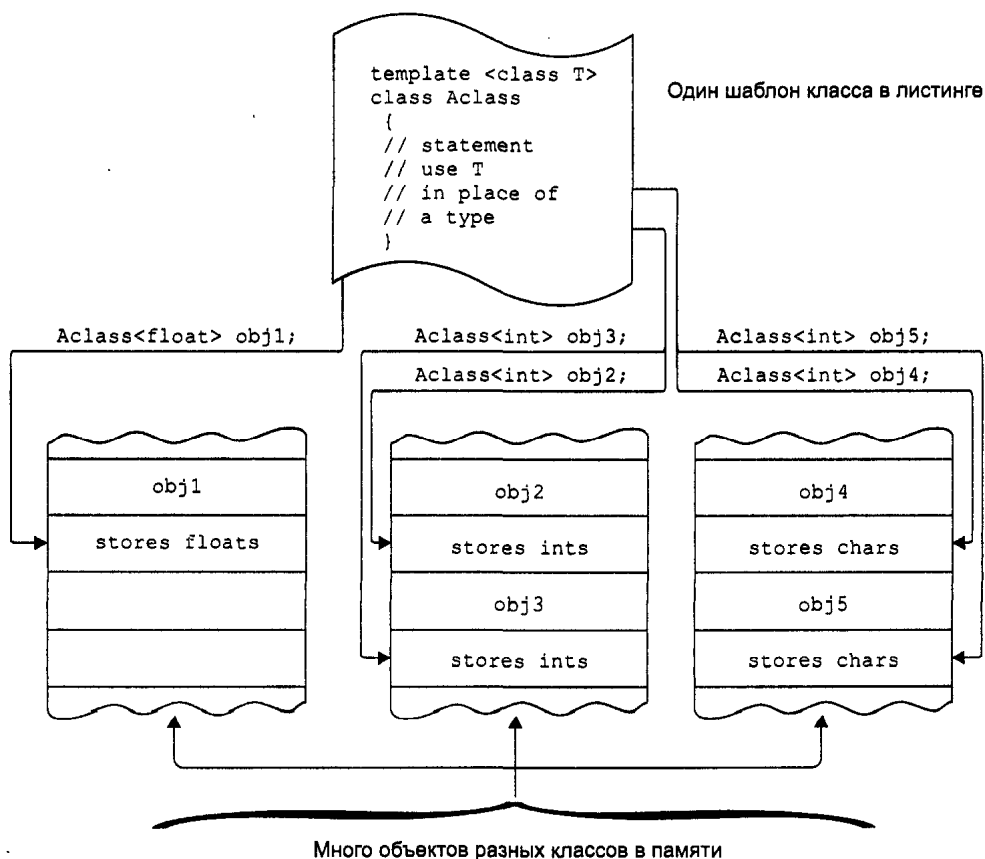 template <class T>
class Aclass
{
// statement
// use T
// in place of
// a type
}
Один шаблон класса в листинге
Aclass<float> obj1;
Aclass<int> obj3;
Aclass<int> obj5;
Aclass<int> obj2;
Aclass<int> obj4;
obj1
stores floats
obj2
stores ints
obj3
stores ints
obj4
stores chars
obj5
stores chars
Много объектов разных классов в памяти